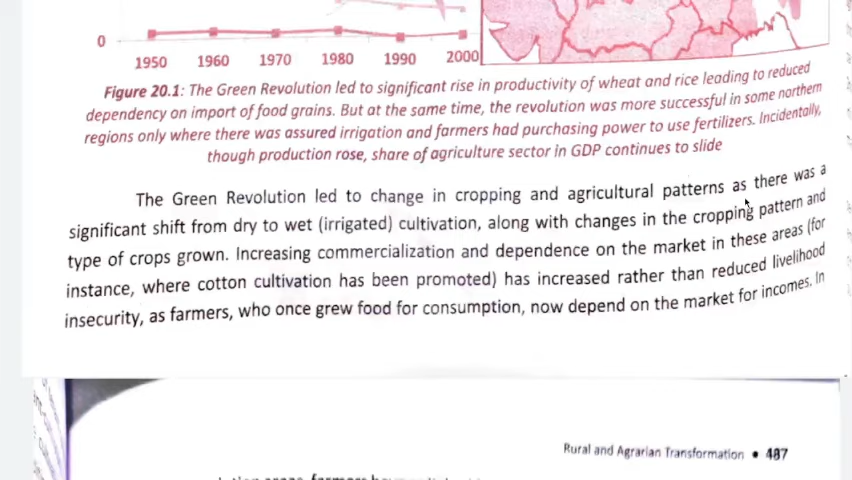 0
1950 1960 1970 1980 1990 2000
Figure 20.1: The Green Revolution led to significant rise in productivity of wheat and rice leading to reduced
dependency on import of food grains. But at the same time, the revolution was more successful in some northern
regions only where there was assured irrigation and farmers had purchasing power to use fertilizers. Incidentally,
though production rose, share of agriculture sector in GDP continues to slide
The Green Revolution led to change in cropping and agricultural patterns as there was a
significant shift from dry to wet (irrigated) cultivation, along with changes in the cropping pattern and
type of crops grown. Increasing commercialization and dependence on the market in these areas (for
instance, where cotton cultivation has been promoted) has increased rather than reduced livelihood
insecurity, as farmers, who once grew food for consumption, now depend on the market for incomes. In
Rural and Agrarian Transformation • 487